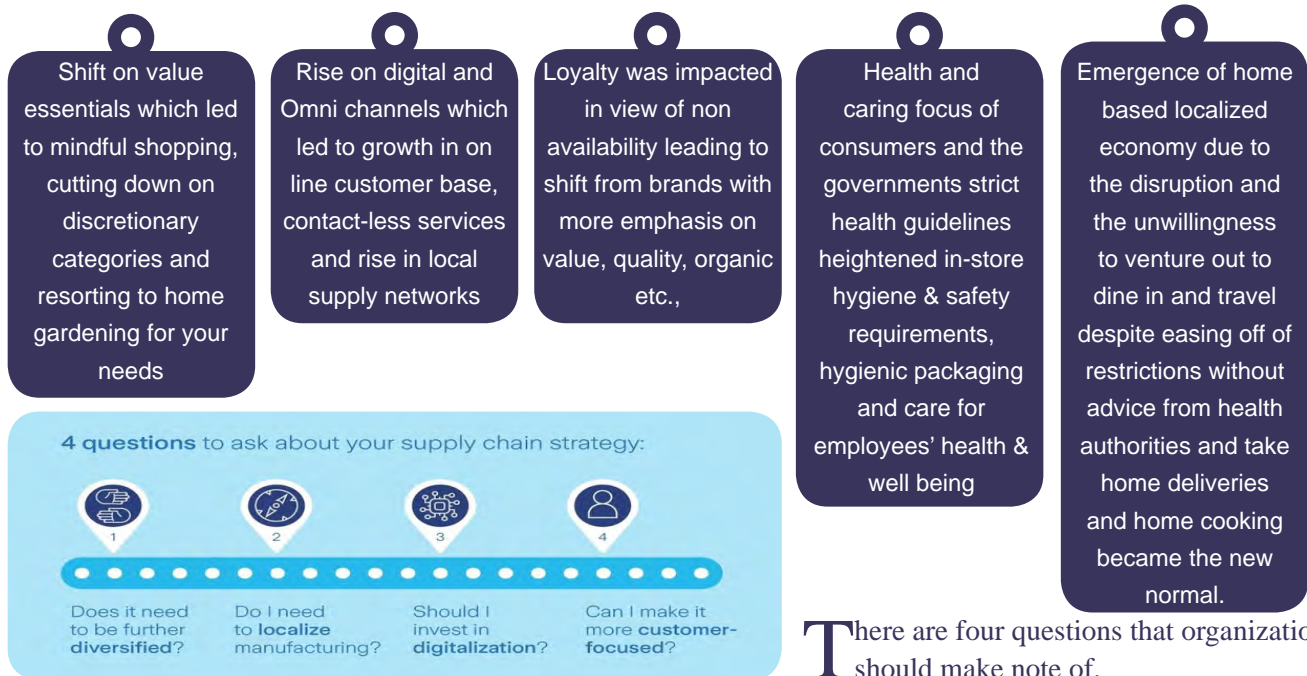 Shift on value
essentials which led
to mindful shopping,
cutting down on
discretionary
categories and
resorting to home
gardening for your
needs
Rise on digital and
Omni channels which
led to growth in on
line customer base,
contact-less services
and rise in local
supply networks
Loyalty was impacted
in view of non
availability leading to
shift from brands with
more emphasis on
value, quality, organic
etc.,
Health and
caring focus of
consumers and the
governments strict
health guidelines
heightened in-store
hygiene & safety
requirements,
hygienic packaging
and care for
employees’ health &
well being
Emergence of home
based localized
economy due to
the disruption and
the unwillingness
to venture out to
dine in and travel
despite easing off of
restrictions without
advice from health
authorities and take
home deliveries
and home cooking
became the new
normal.
4 questions to ask about your supply chain strategy:
1
2
3
4
Does it need
to be further
diversified?
Do I need
to localize
manufacturing?
Should I
invest in
digitalization?
Can I make it
more customer-
focused?
There are four questions that
should make note of.